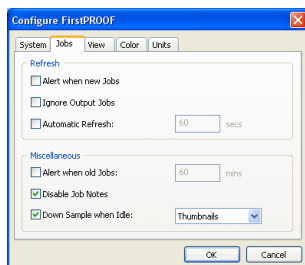 Configure FirstPROOF
System Jobs View Color Units
Refresh
Alert when new Jobs
Ignore Output Jobs
Automatic Refresh: 60 secs
Miscellaneous
Alert when old Jobs: 60 mins
Disable Job Notes
Down Sample when Idle: Thumbnails
OK Cancel